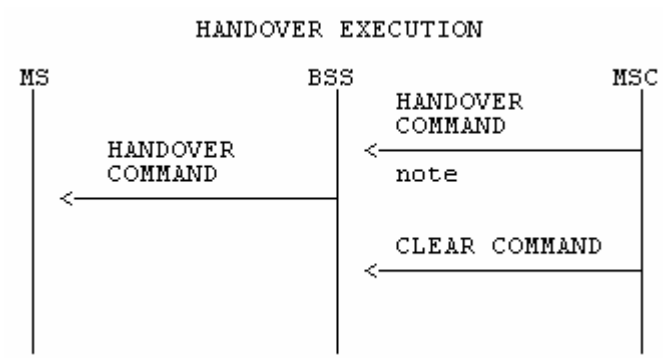 HANDOVER EXECUTION
MS BSS MSC
HANDOVER
COMMAND
HANDOVER
COMMAND
note
CLEAR COMMAND